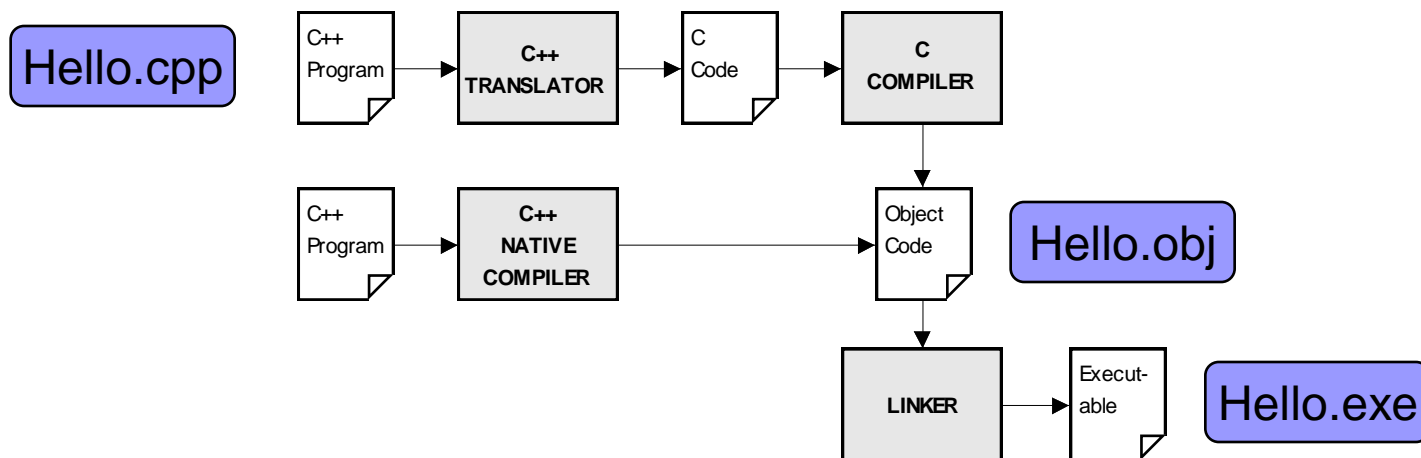 Hello.cpp
C++
Program
C++
TRANSLATOR
C
Code
C
COMPILER
C++
Program
C++
NATIVE
COMPILER
Object
Code
Hello.obj
LINKER
Execut-
able
Hello.exe